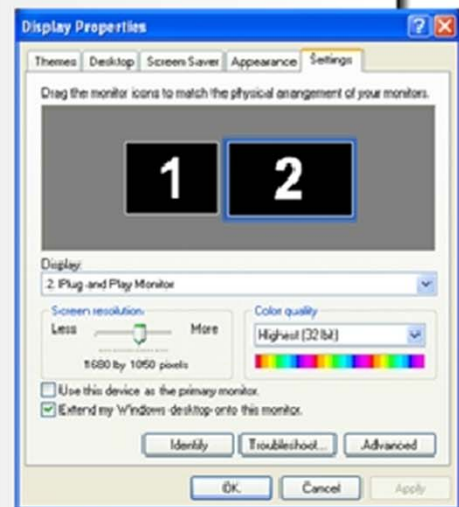 Display Properties
Themes Desktop Screen Saver Appearance Settings
Drag the monitor icons to match the physical arrangement of your monitors.
1 2
Display:
2. Plug and Play Monitor
Screen resolution Color quality
Less More Highest (32 bit)
1680 by 1050 pixels
Use this device as the primary monitor.
Extend my Windows desktop onto this monitor.
Identify Troubleshoot... Advanced
OK Cancel Apply